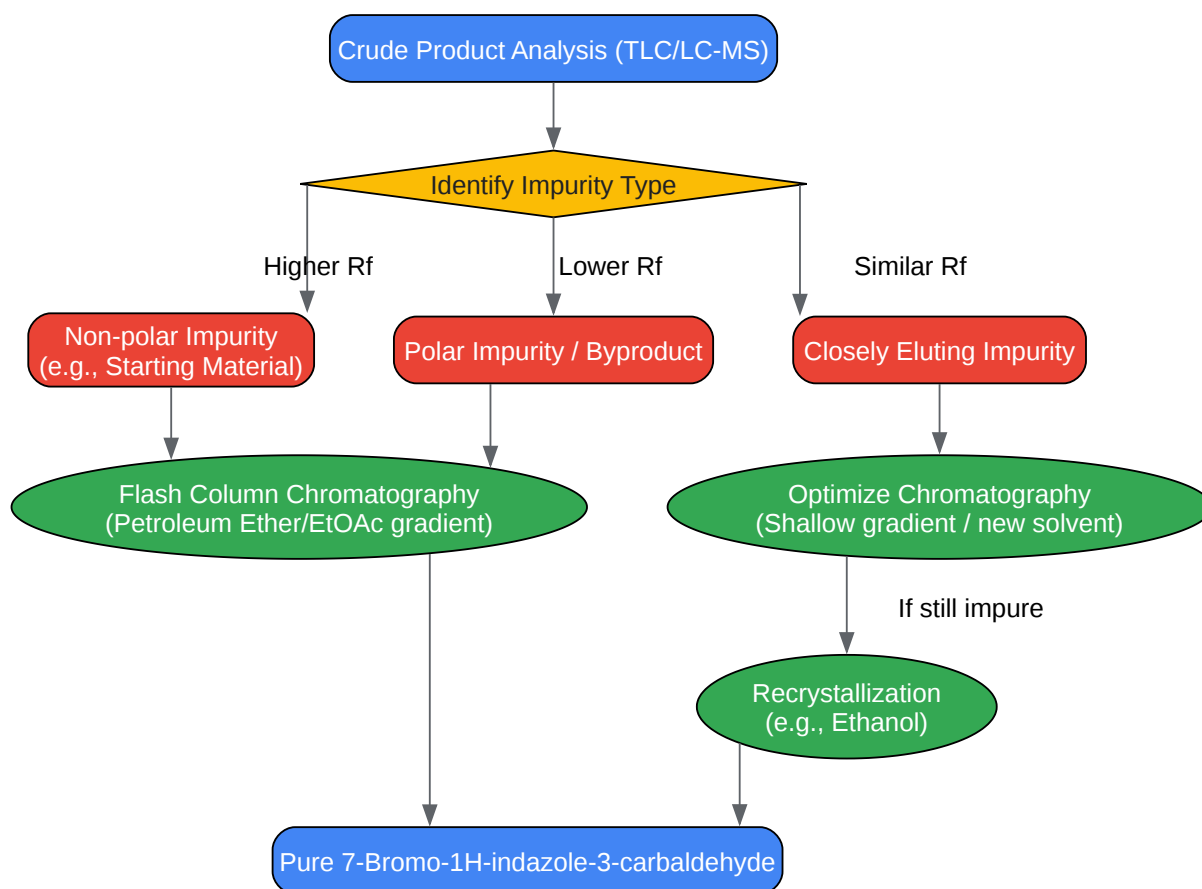 Crude Product Analysis (TLC/LC-MS)
Identify Impurity Type
Higher Rf
Lower Rf
Similar Rf
Non-polar Impurity
(e.g., Starting Material)
Polar Impurity / Byproduct
Closely Eluting Impurity
Flash Column Chromatography
(Petroleum Ether/EtOAc gradient)
Optimize Chromatography
(Shallow gradient / new solvent)
If still impure
Recrystallization
(e.g., Ethanol)
Pure 7-Bromo-1H-indazole-3-carbaldehyde